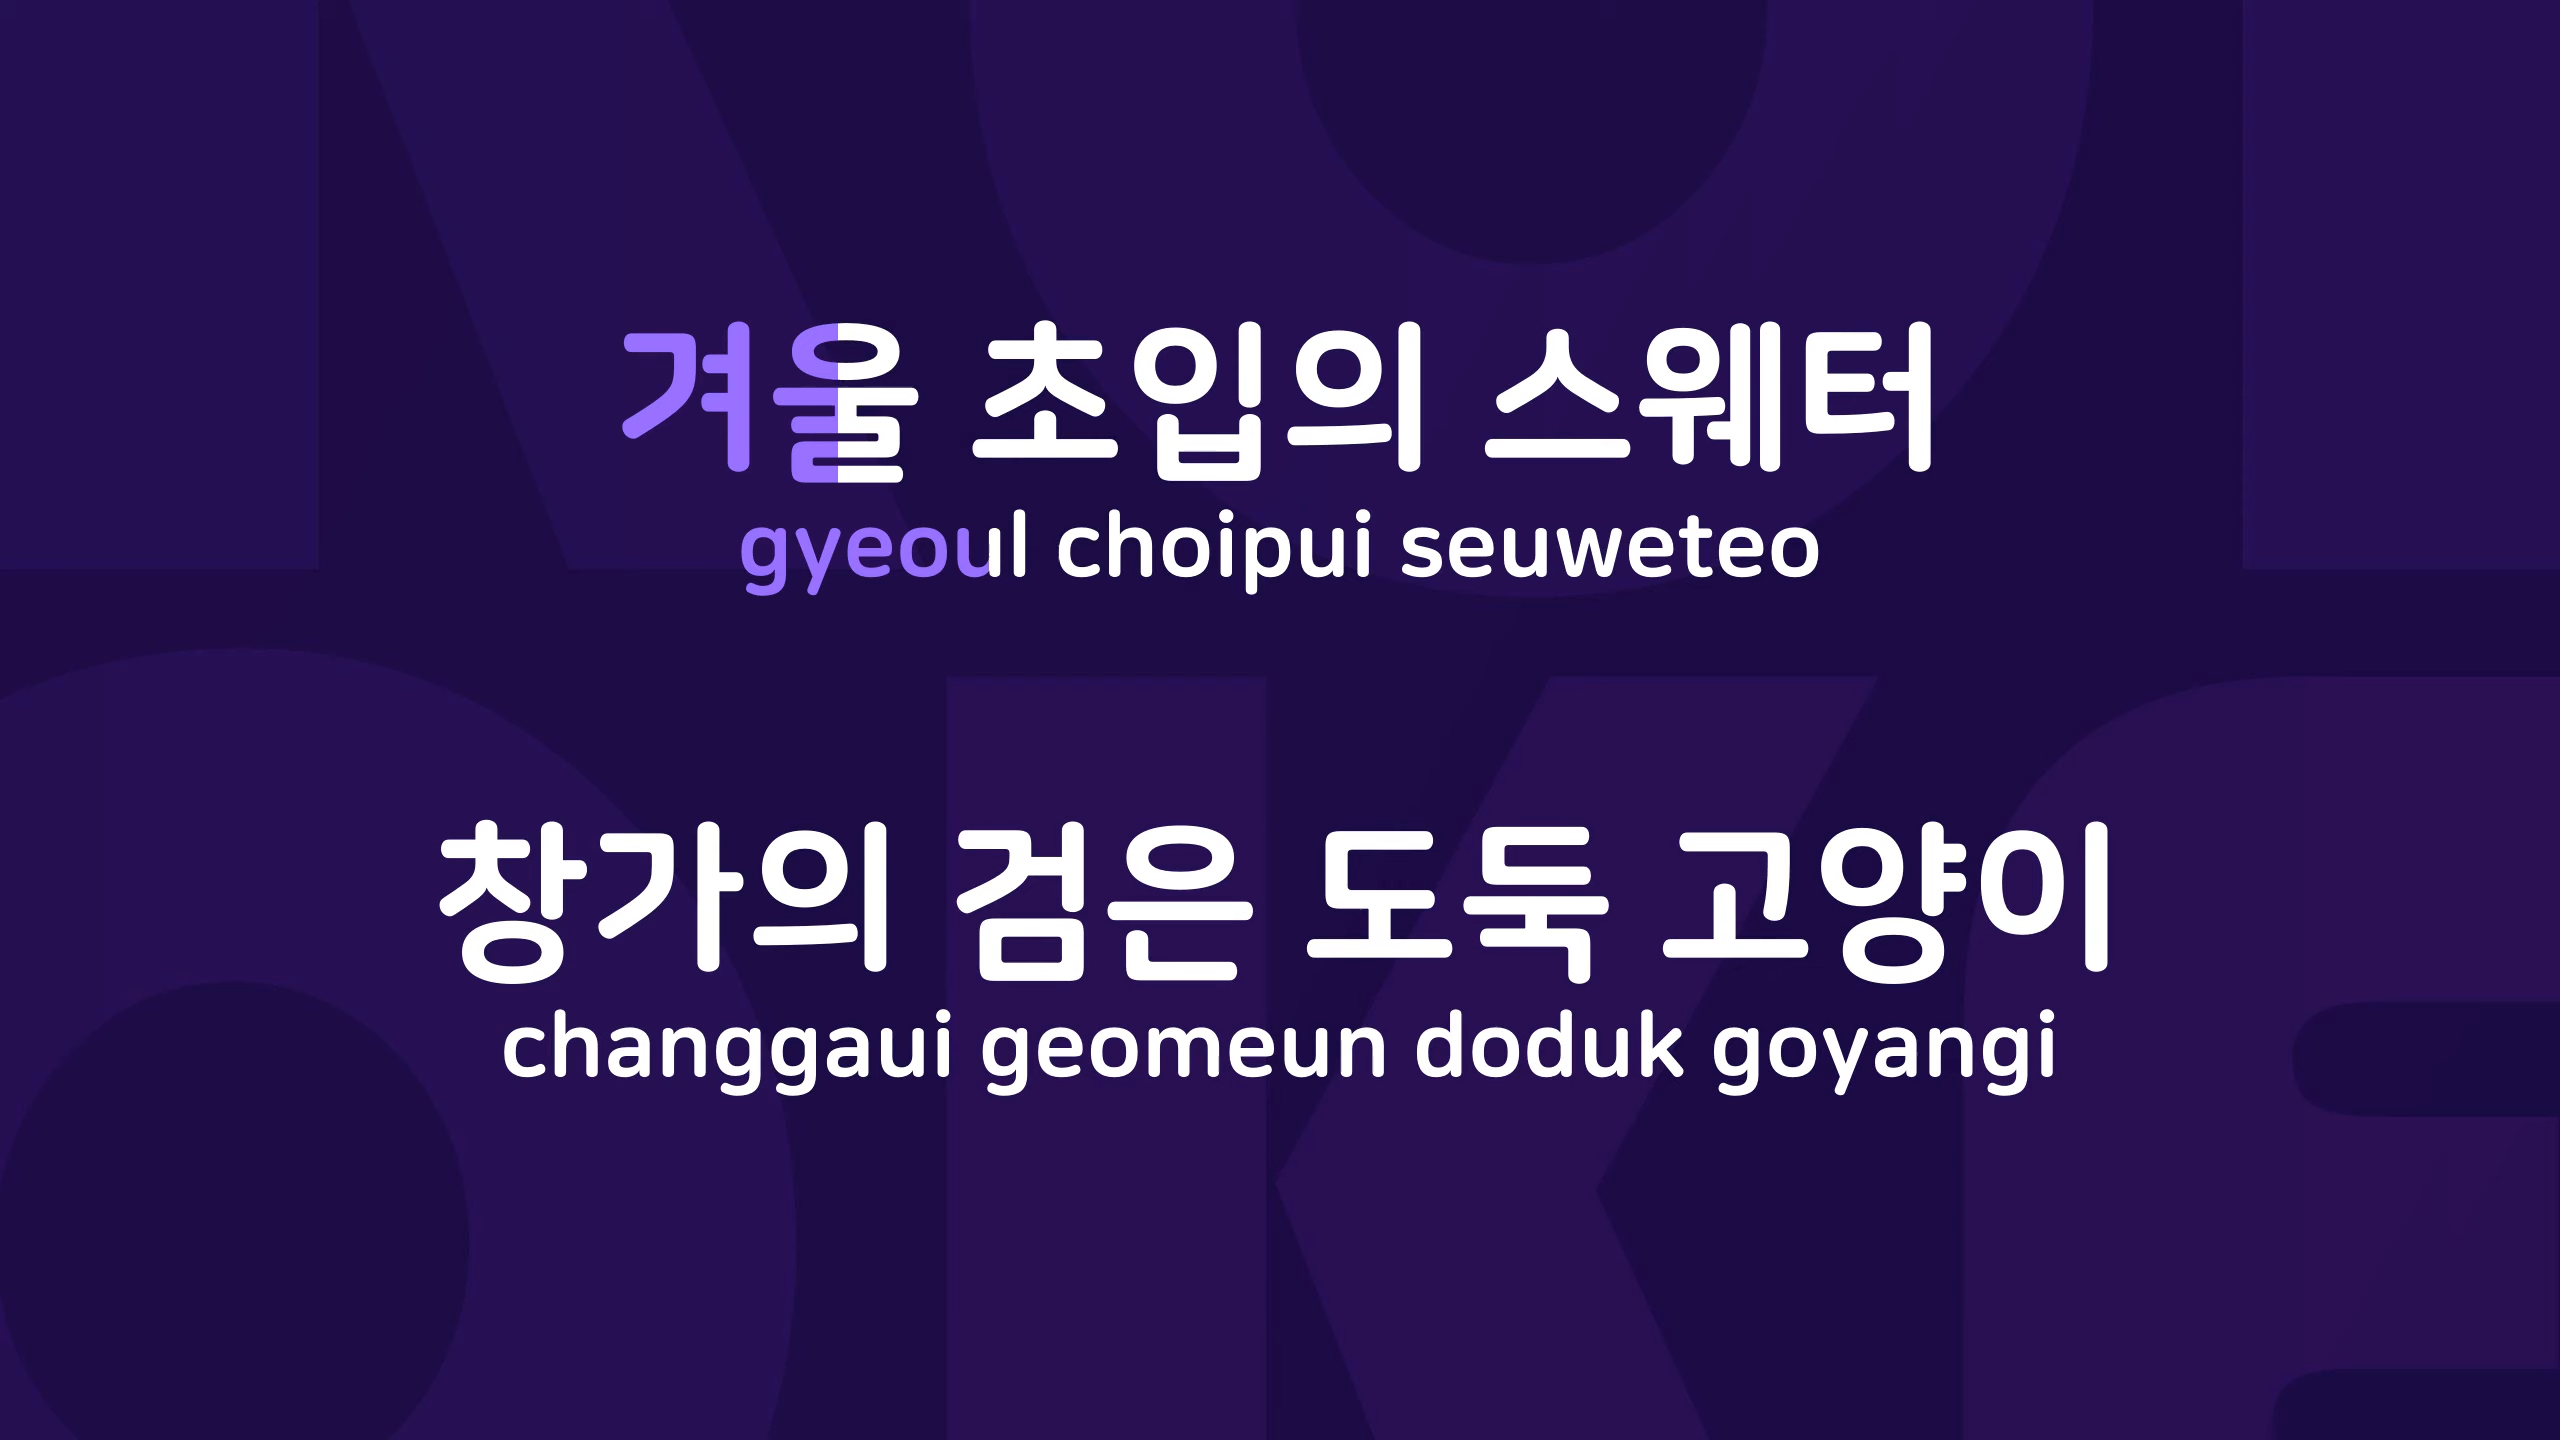 겨울 초입의 스웨터
gyeoul choipui seuweteo
창가의 검은 도둑 고양이
changgaui geomeun doduk goyangi